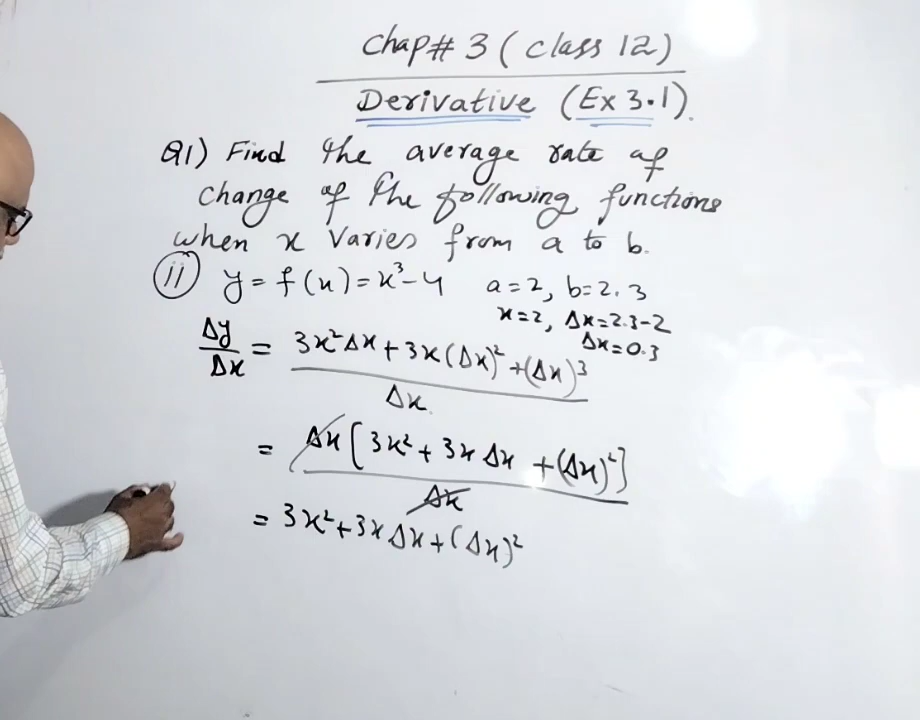 Chap# 3 (Class 12)
Derivative (Ex 3.1).
Q1) Find the average rate of
change of the following functions
when x varies from a to b.
(ii) y = f(x) = x³-4 a=2, b=2.3
x=2, Δx=2.3-2
Δx=0.3
Δy/Δx = 3x²Δx+3x(Δx)²+(Δx)³/Δx.
= Δx[3x²+3xΔx+(Δx)²]/Δx
= 3x²+3xΔx+(Δx)²